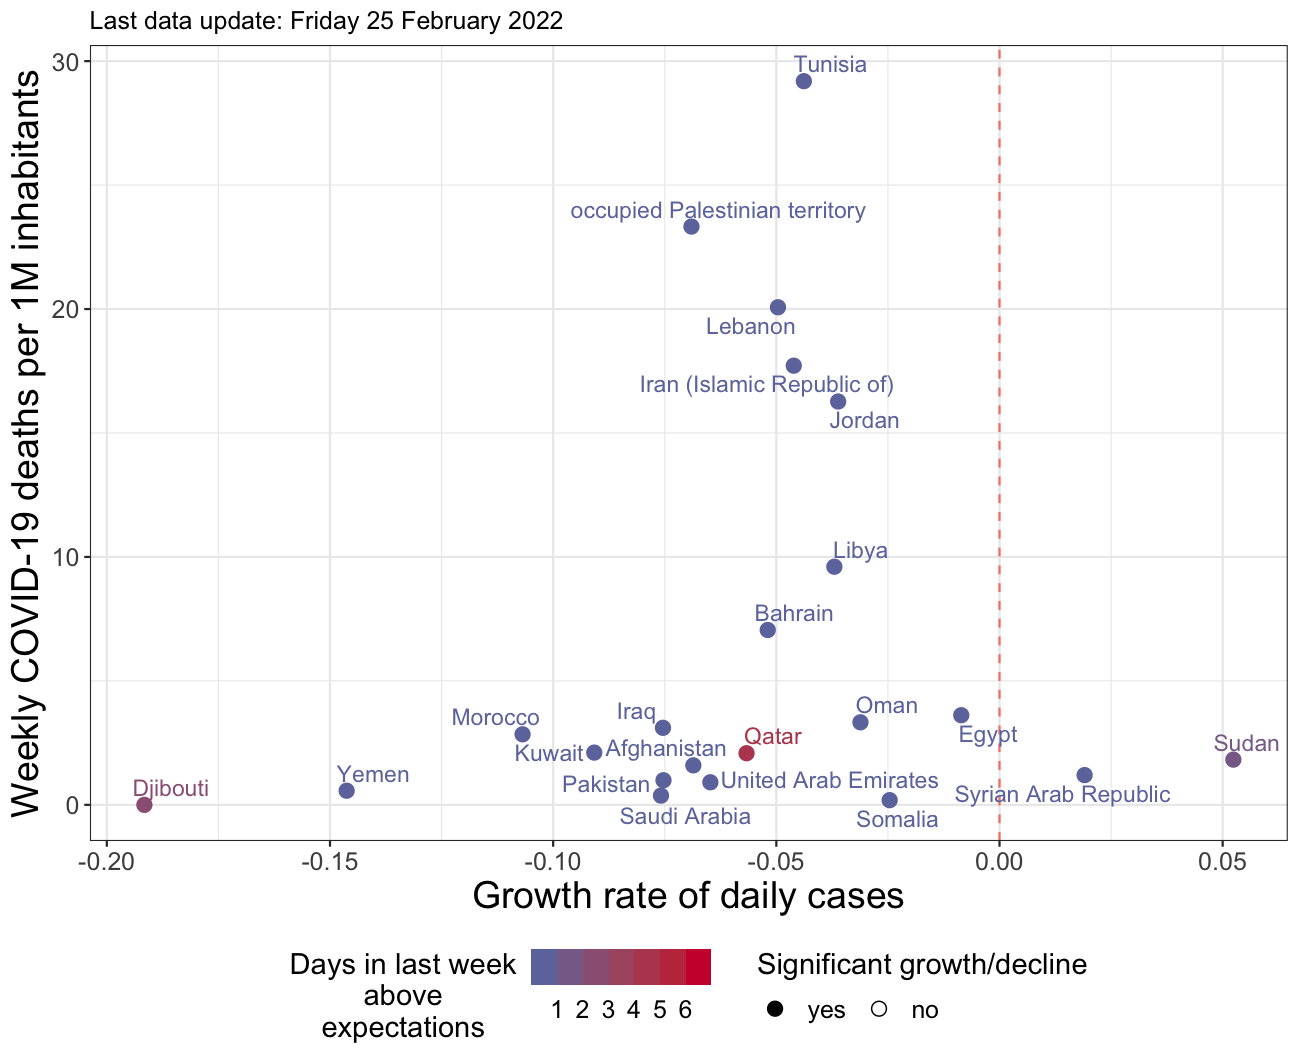 Last data update: Friday 25 February 2022
Weekly COVID-19 deaths per 1M inhabitants
30
20
10
0
Tunisia
occupied Palestinian territory
Lebanon
Iran (Islamic Republic of)
Jordan
Libya
Bahrain
Oman
Morocco
Iraq
Egypt
Qatar
Sudan
Kuwait
Afghanistan
Djibouti
Yemen
Pakistan
United Arab Emirates
Syrian Arab Republic
Saudi Arabia
Somalia
-0.20
-0.15
-0.10
-0.05
0.00
0.05
Growth rate of daily cases
Days in last week
above
expectations
1 2 3 4 5 6
Significant growth/decline
yes
no